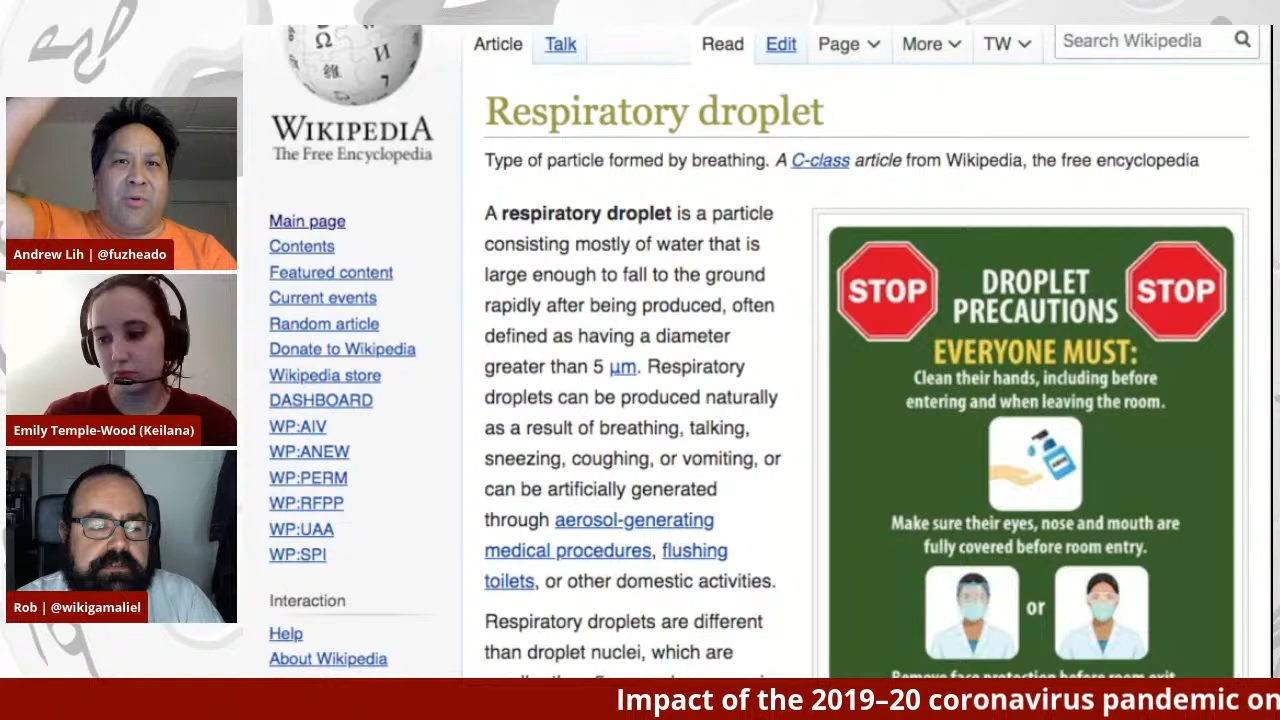 Andrew Lih | @fuzheado
Emily Temple-Wood (Keilana)
Rob | @wikigamaliel
WIKIPEDIA
The Free Encyclopedia
Main page
Contents
Featured content
Current events
Random article
Donate to Wikipedia
Wikipedia store
DASHBOARD
WP:AIV
WP:ANEW
WP:PERM
WP:RFPP
WP:UAA
WP:SPI
Interaction
Help
About Wikipedia
Article Talk Read Edit Page More TW Search Wikipedia
Respiratory droplet
Type of particle formed by breathing. A C-class article from Wikipedia, the free encyclopedia
A respiratory droplet is a particle
consisting mostly of water that is
large enough to fall to the ground
rapidly after being produced, often
defined as having a diameter
greater than 5 μm. Respiratory
droplets can be produced naturally
as a result of breathing, talking,
sneezing, coughing, or vomiting, or
can be artificially generated
through aerosol-generating
medical procedures, flushing
toilets, or other domestic activities.
Respiratory droplets are different
than droplet nuclei, which are
STOP DROPLET PRECAUTIONS STOP
EVERYONE MUST:
Clean their hands, including before
entering and when leaving the room.
Make sure their eyes, nose and mouth are
fully covered before room entry.
or
Remove face protection before room exit
Impact of the 2019–20 coronavirus pandemic on